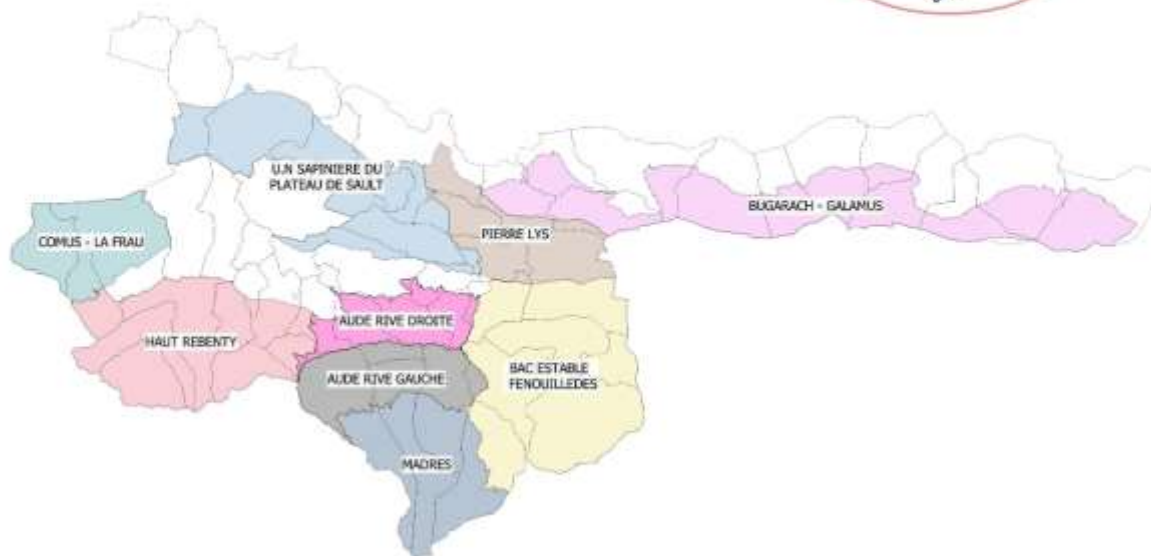 U.N SAPINIERE DU
PLATEAU DE SAULT
BUGARACH - GALAMUS
PIERRE LYS
COMUS - LA FRAU
AUDE RIVE DROITE
HAUT REBENTY
BAC ESTABLE
FENOUILLEDES
AUDE RIVE GAUCHE
MADRES